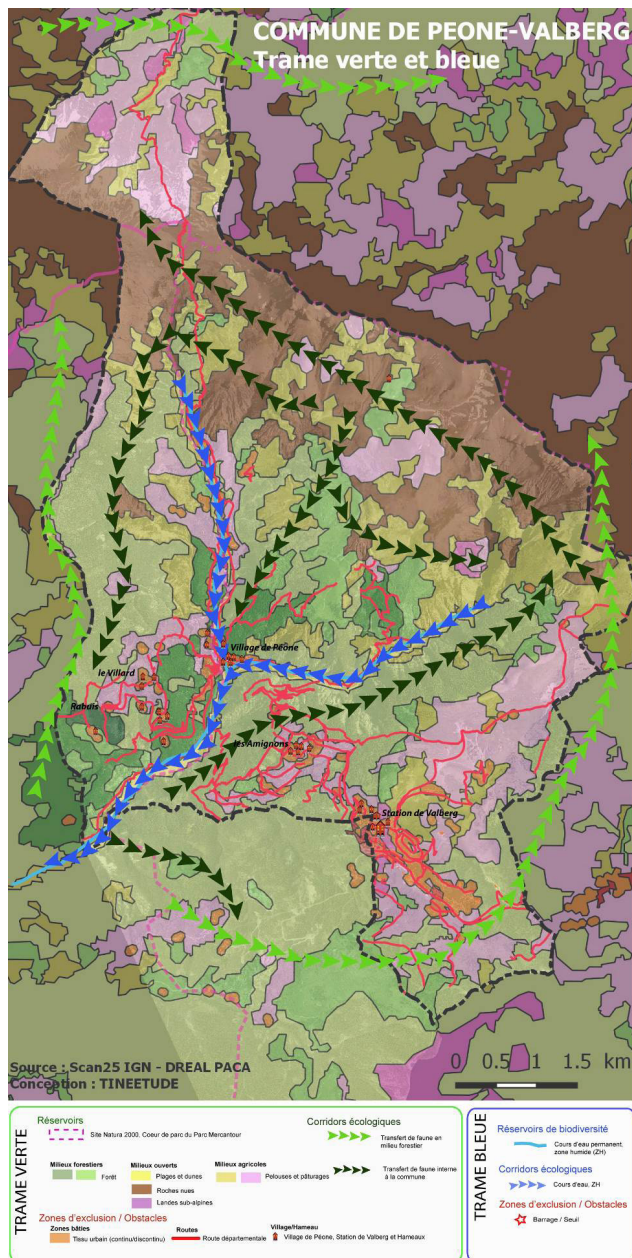 COMMUNE DE PEONE-VALBERG
Trame verte et bleue
Village de Péone
le Villard
Rabuis
les Amignons
Station de Valberg
Source : Scan25 IGN - DREAL PACA
Conception : TINEETUDE
0 0.5 1 1.5 km
TRAME VERTE
Réservoirs
Site Natura 2000, Coeur de parc du Parc Mercantour
Corridors écologiques
Transfert de faune en
milieu forestier
Transfert de faune interne
à la commune
Milieux forestiers
Forêt
Milieux ouverts
Plages et dunes
Roches nues
Landes sub-alpines
Milieux agricoles
Pelouses et pâturages
Zones d'exclusion / Obstacles
Zones bâties
Tissu urbain (continu/discontinu)
Routes
Route départementale
Village/Hameau
Village de Péone, Station de Valberg et Hameaux
TRAME BLEUE
Réservoirs de biodiversité
Cours d'eau permanent,
zone humide (ZH)
Corridors écologiques
Cours d'eau, ZH
Zones d'exclusion / Obstacles
Barrage / Seuil